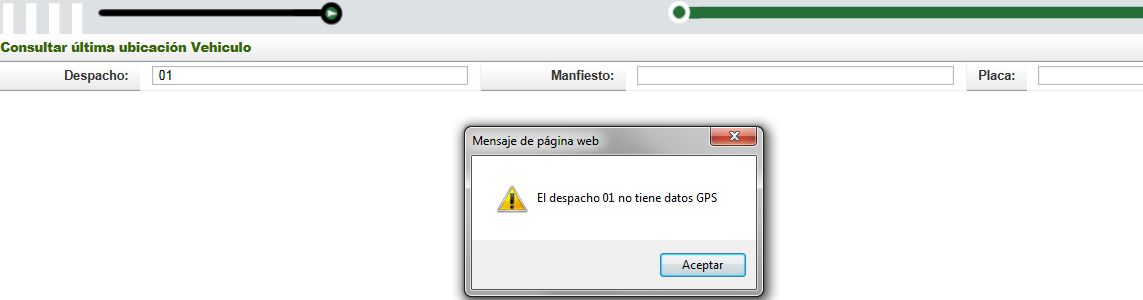 Consultar última ubicación Vehiculo
Despacho: 01 Manfiesto: Placa:
Mensaje de página web
El despacho 01 no tiene datos GPS
Aceptar